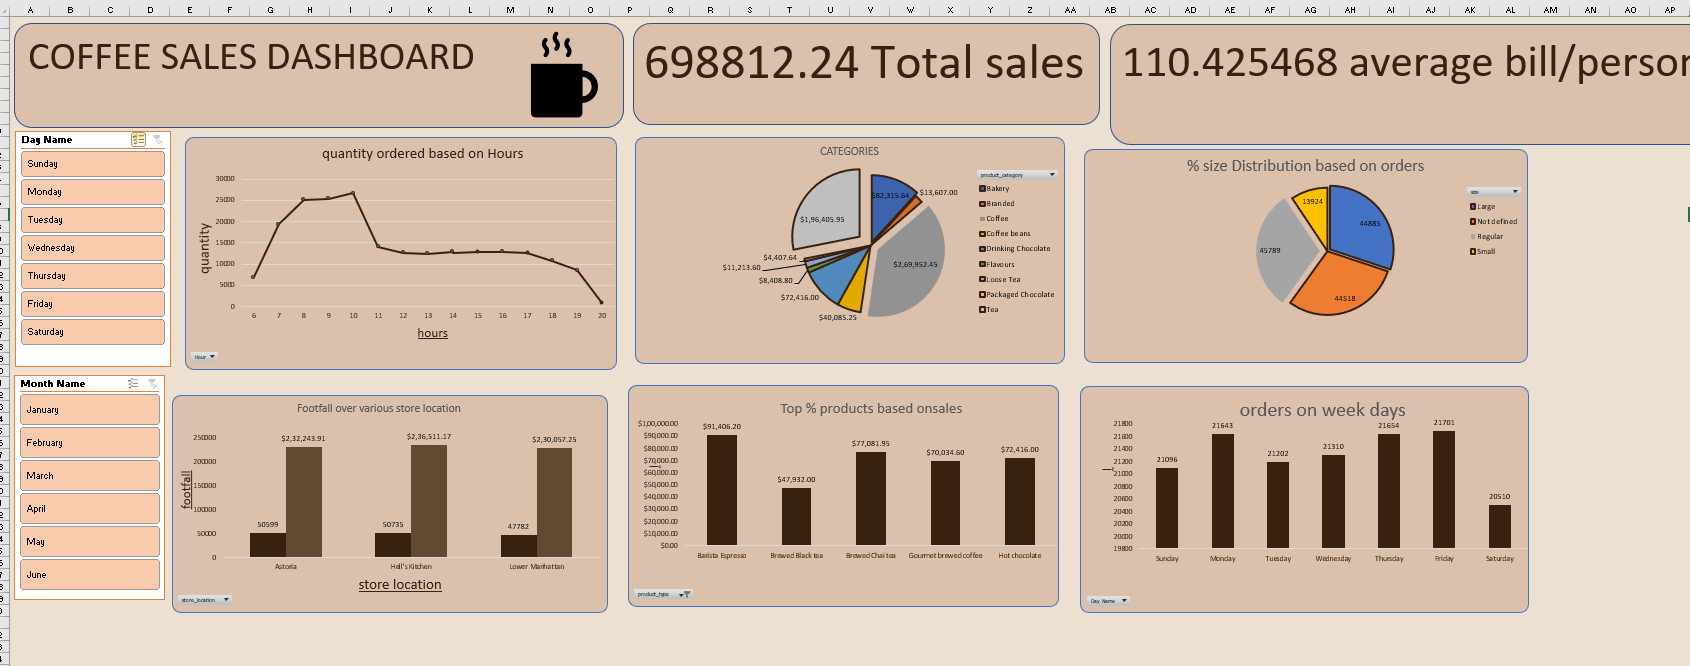 A B C D E F G H I J K L M N O P Q R S T U V W X Y Z AA AB AC AD AE AF AG AH AI AJ AK AL AM AN AO AP
COFFEE SALES DASHBOARD
698812.24 Total sales
110.425468 average bill/person
Day Name
Sunday
Monday
Tuesday
Wednesday
Thursday
Friday
Saturday
quantity ordered based on Hours
quantity
30000
25000
20000
15000
10000
5000
0
6 7 8 9 10 11 12 13 14 15 16 17 18 19 20
hours
Hour
CATEGORIES
$82,315.64
$13,607.00
$2,69,952.45
$40,085.25
$72,416.00
$8,408.80
$11,213.60
$4,407.64
$1,96,405.95
product_category
Bakery
Branded
Coffee
Coffee beans
Drinking Chocolate
Flavours
Loose Tea
Packaged Chocolate
Tea
% size Distribution based on orders
44885
44518
45789
13924
size
Large
Not defined
Regular
Small
Month Name
January
February
March
April
May
June
Footfall over various store location
footfall
250000
200000
150000
100000
50000
0
50599
$2,32,243.91
50735
$2,36,511.17
47782
$2,30,057.25
Astoria
Hell's Kitchen
Lower Manhattan
store location
store_location
Top % products based onsales
$1,00,000.00
$90,000.00
$80,000.00
$70,000.00
$60,000.00
$50,000.00
$40,000.00
$30,000.00
$20,000.00
$10,000.00
$0.00
$91,406.20
$47,932.00
$77,081.95
$70,034.60
$72,416.00
Barista Espresso
Brewed Black tea
Brewed Chai tea
Gourmet brewed coffee
Hot chocolate
product_type
orders on week days
21800
21600
21400
21200
21000
20800
20600
20400
20200
20000
19800
21096
21643
21202
21310
21654
21701
20510
Sunday
Monday
Tuesday
Wednesday
Thursday
Friday
Saturday
Day Name